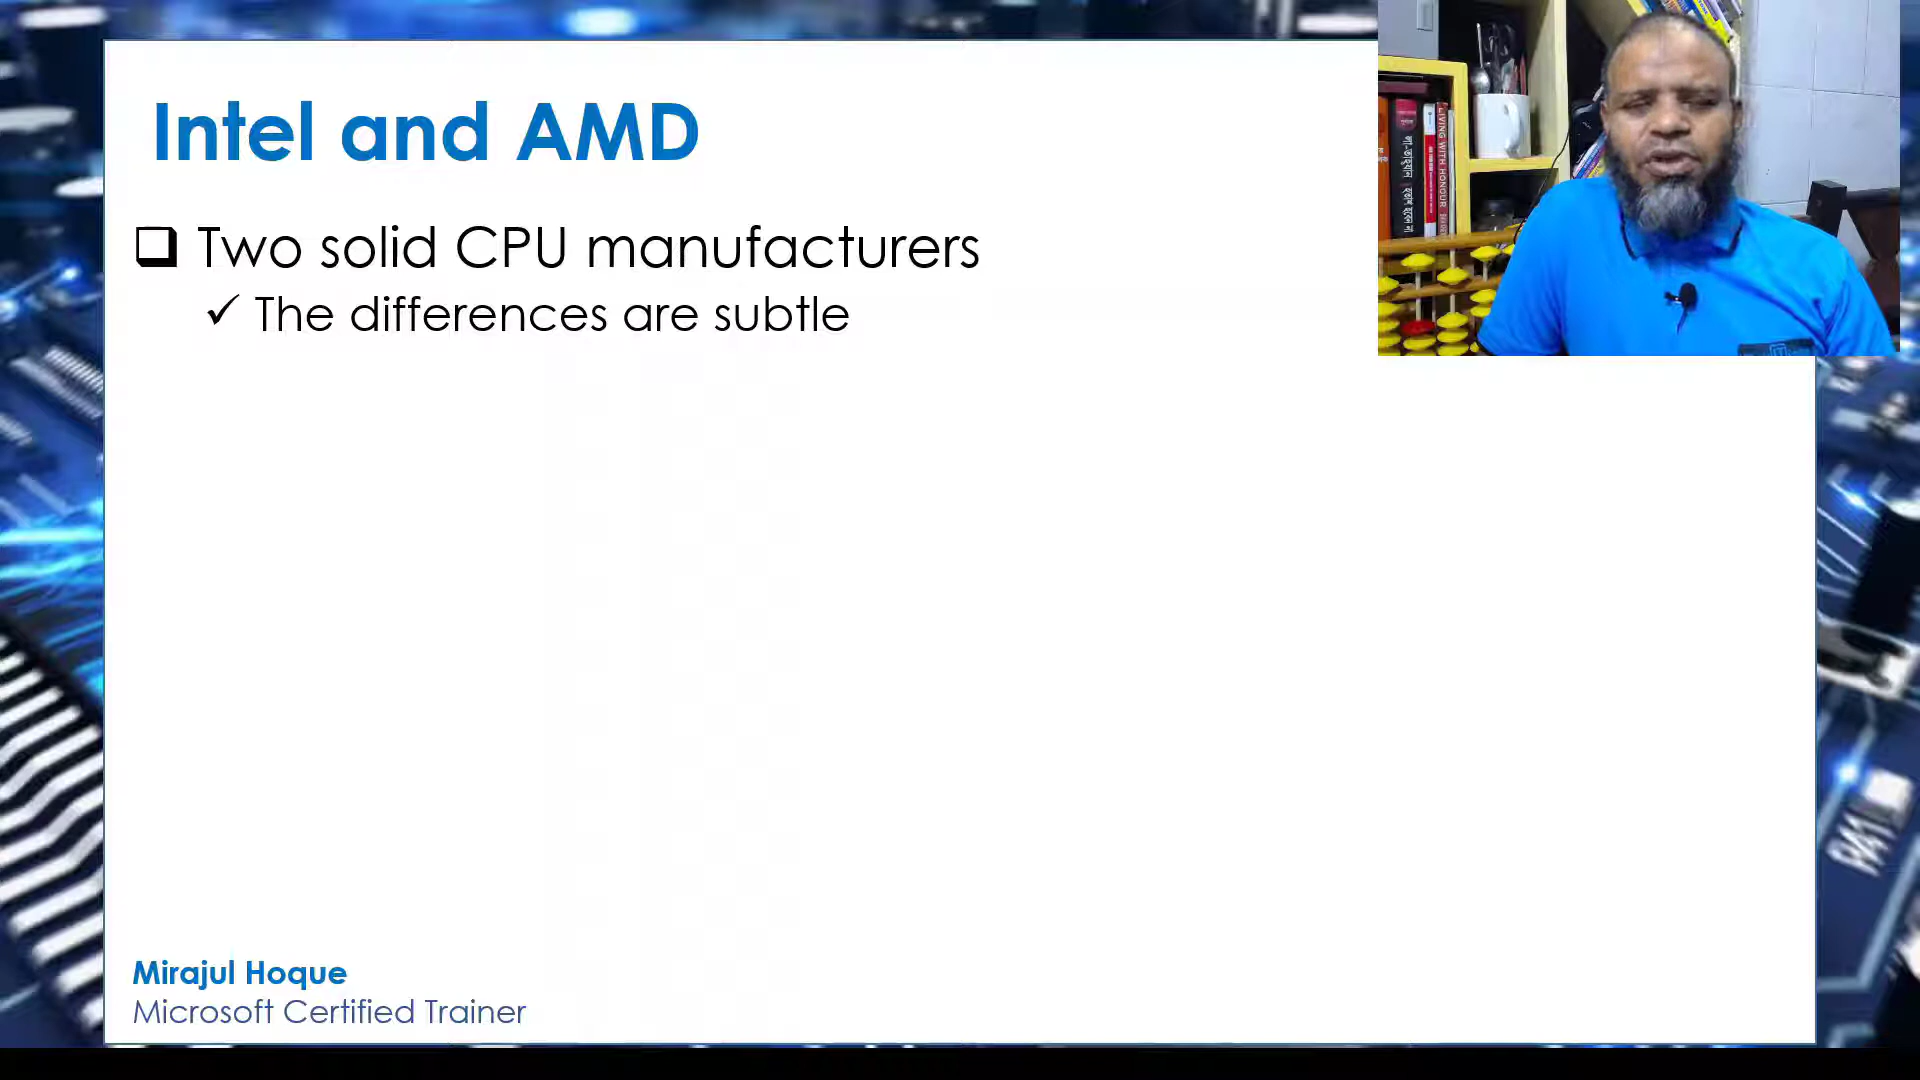 Intel and AMD
Two solid CPU manufacturers
The differences are subtle
Mirajul Hoque
Microsoft Certified Trainer
LIVING WITH HONOUR